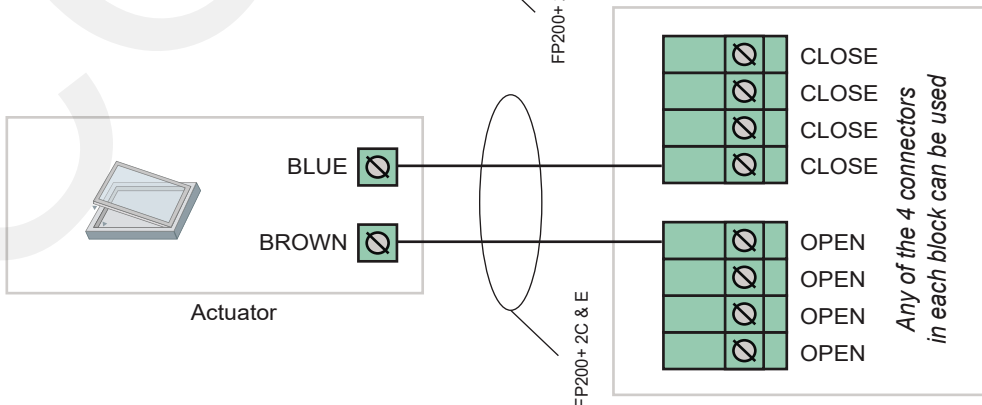 FP200+
CLOSE
CLOSE
CLOSE
BLUE
CLOSE
BROWN
OPEN
OPEN
OPEN
OPEN
Any of the 4 connectors
in each block can be used
Actuator
FP200+ 2C & E